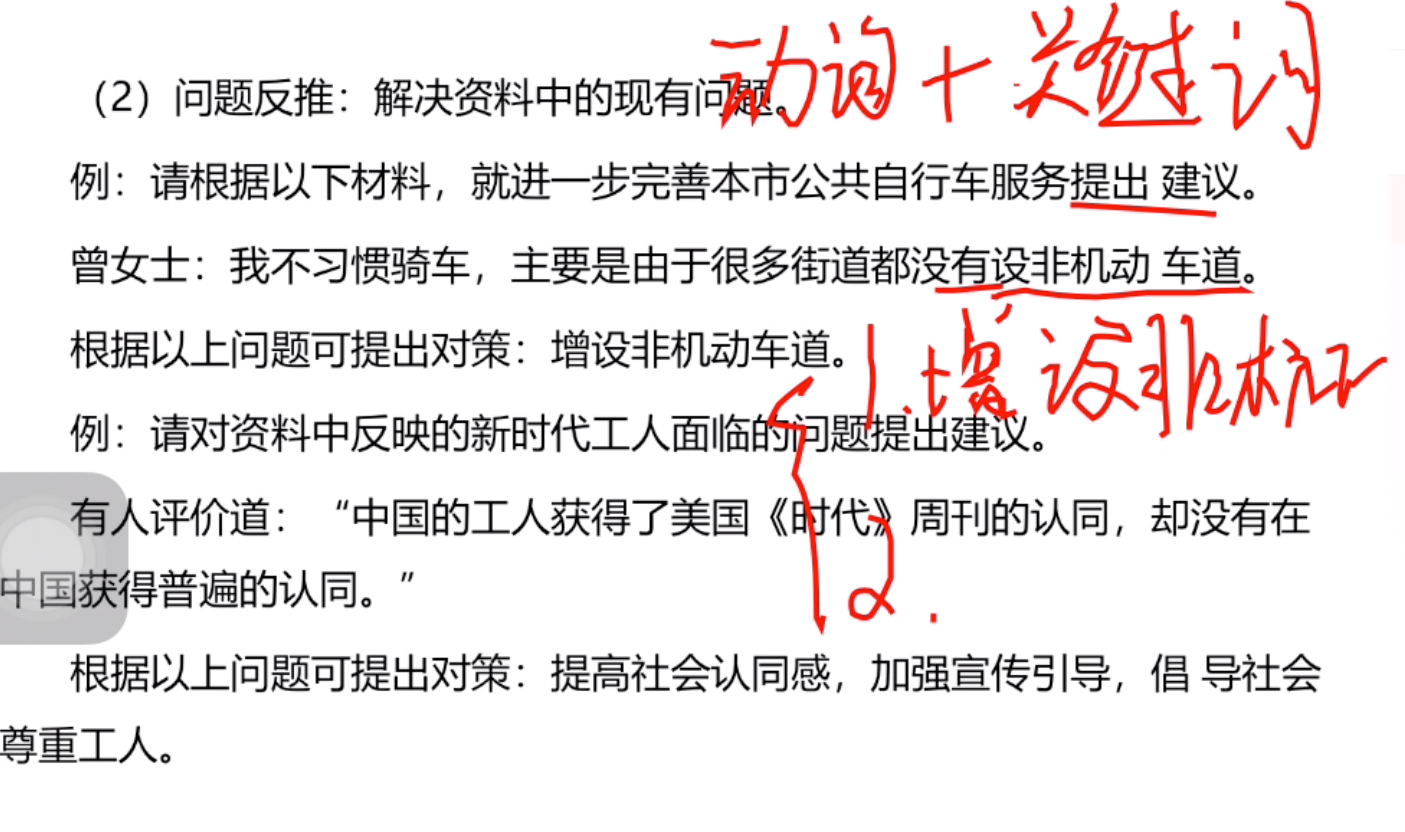 动词＋关键词
（2）问题反推：解决资料中的现有问题。
例：请根据以下材料，就进一步完善本市公共自行车服务提出 建议。
曾女士：我不习惯骑车，主要是由于很多街道都没有设非机动 车道。
根据以上问题可提出对策：增设非机动车道。
1.增设非机
例：请对资料中反映的新时代工人面临的问题提出建议。
有人评价道：“中国的工人获得了美国《时代》周刊的认同，却没有在
中国获得普遍的认同。”
2.
根据以上问题可提出对策：提高社会认同感，加强宣传引导，倡 导社会
尊重工人。